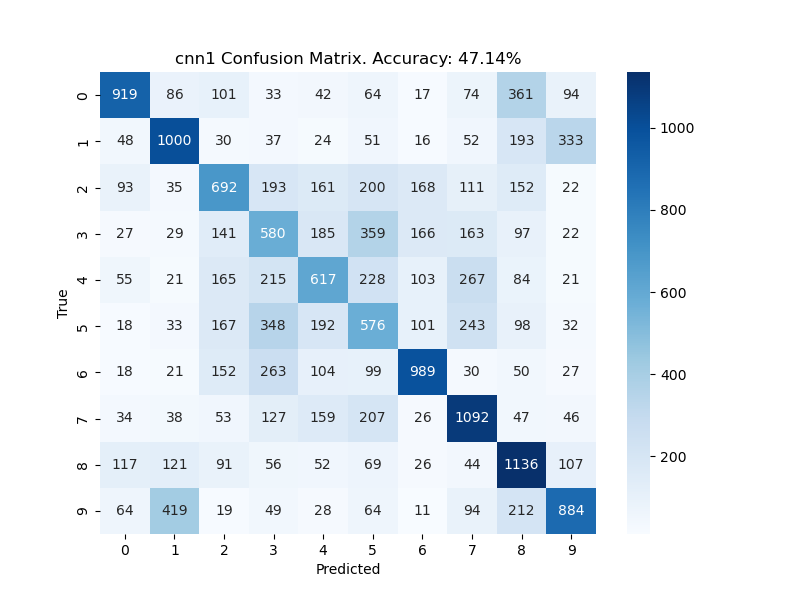 cnn1 Confusion Matrix. Accuracy: 47.14%
0 919 86 101 33 42 64 17 74 361 94
1 48 1000 30 37 24 51 16 52 193 333
2 93 35 692 193 161 200 168 111 152 22
3 27 29 141 580 185 359 166 163 97 22
4 55 21 165 215 617 228 103 267 84 21
5 18 33 167 348 192 576 101 243 98 32
6 18 21 152 263 104 99 989 30 50 27
7 34 38 53 127 159 207 26 1092 47 46
8 117 121 91 56 52 69 26 44 1136 107
9 64 419 19 49 28 64 11 94 212 884
0 1 2 3 4 5 6 7 8 9
Predicted
True
1000
800
600
400
200